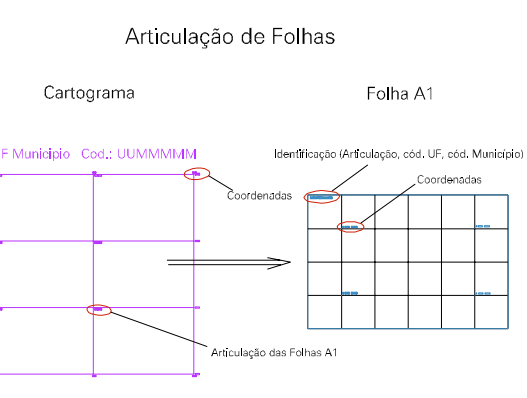 Articulação de Folhas
Cartograma
Folha A1
F Municipio Cod.: UUMMMMM
Identificação (Articulação, cód. UF, cód. Município)
Coordenadas
Coordenadas
Articulação das Folhas A1